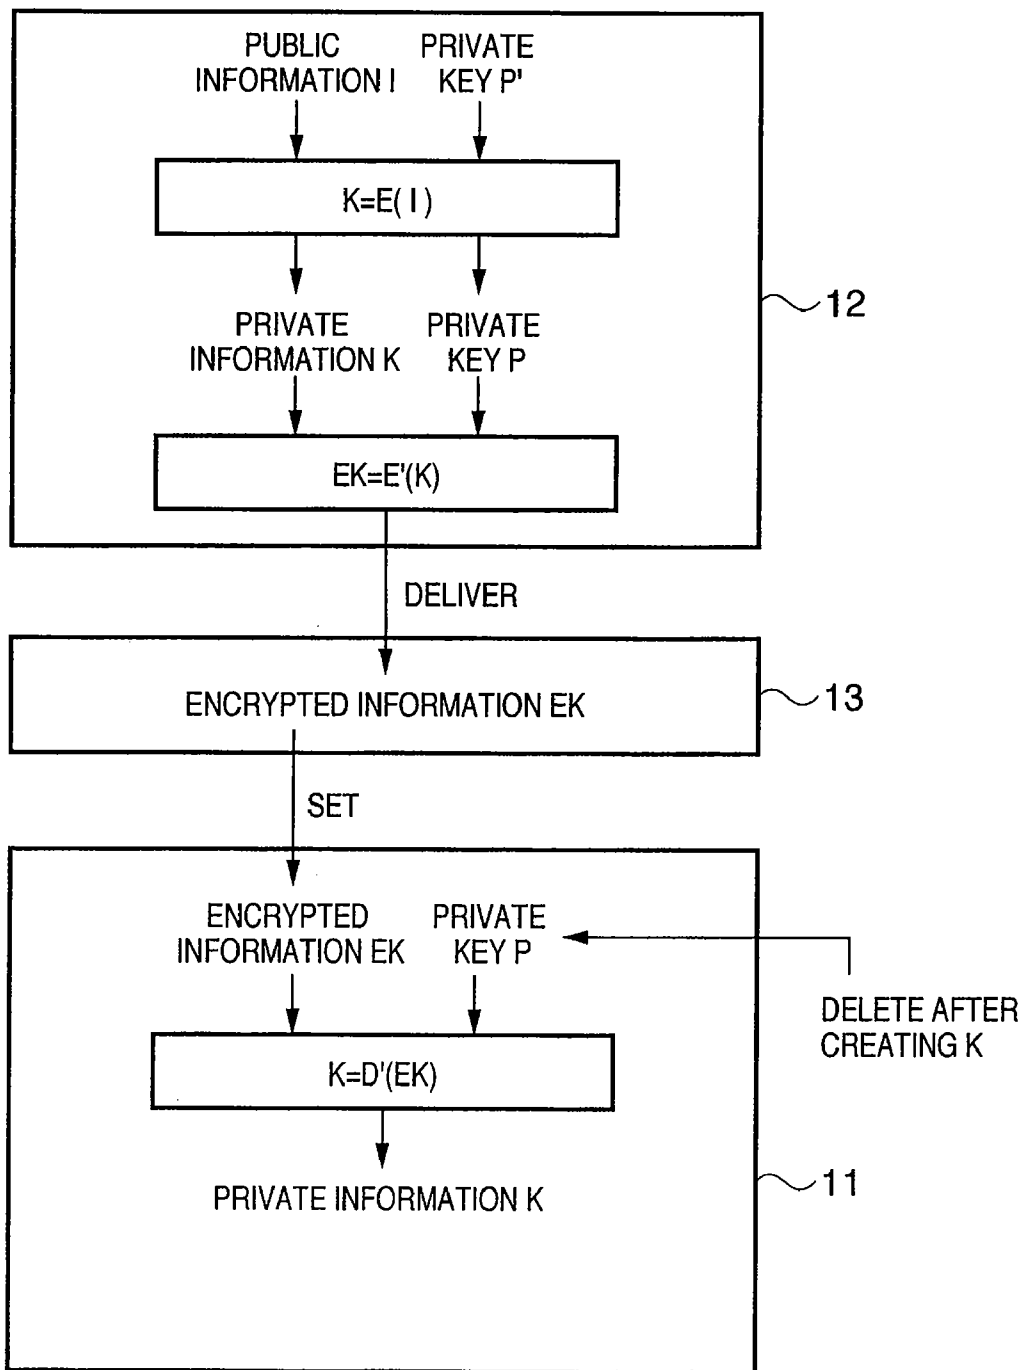 PUBLIC
INFORMATION I
PRIVATE
KEY P'
K=E( I )
12
PRIVATE
INFORMATION K
PRIVATE
KEY P
EK=E'(K)
DELIVER
ENCRYPTED INFORMATION EK
13
SET
ENCRYPTED
INFORMATION EK
PRIVATE
KEY P
DELETE AFTER
CREATING K
K=D'(EK)
PRIVATE INFORMATION K
11